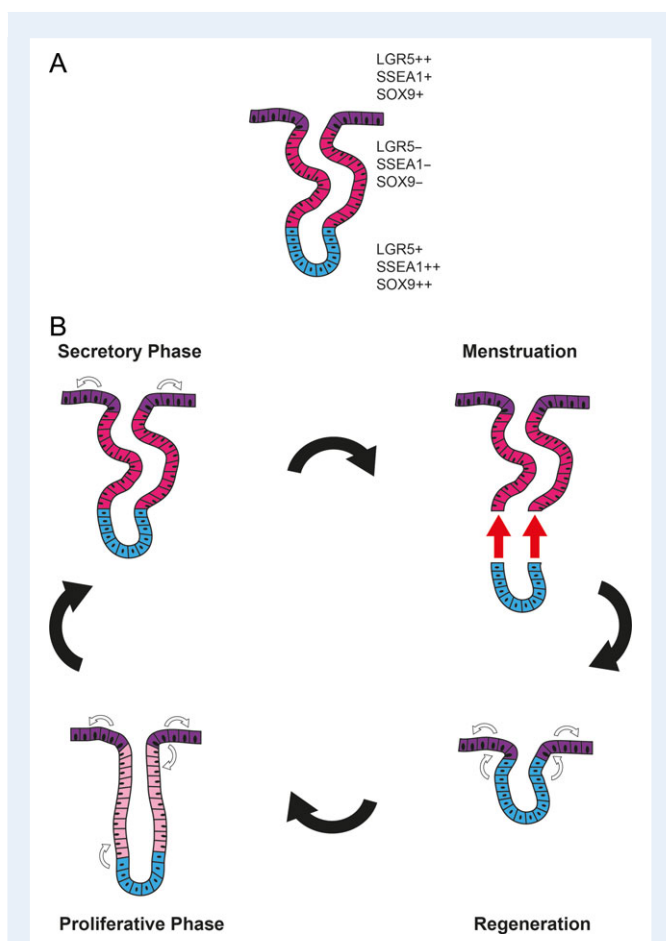 A
LGR5++
SSEA1+
SOX9+
LGR5–
SSEA1–
SOX9–
LGR5+
SSEA1++
SOX9++
B
Secretory Phase
Menstruation
Proliferative Phase
Regeneration